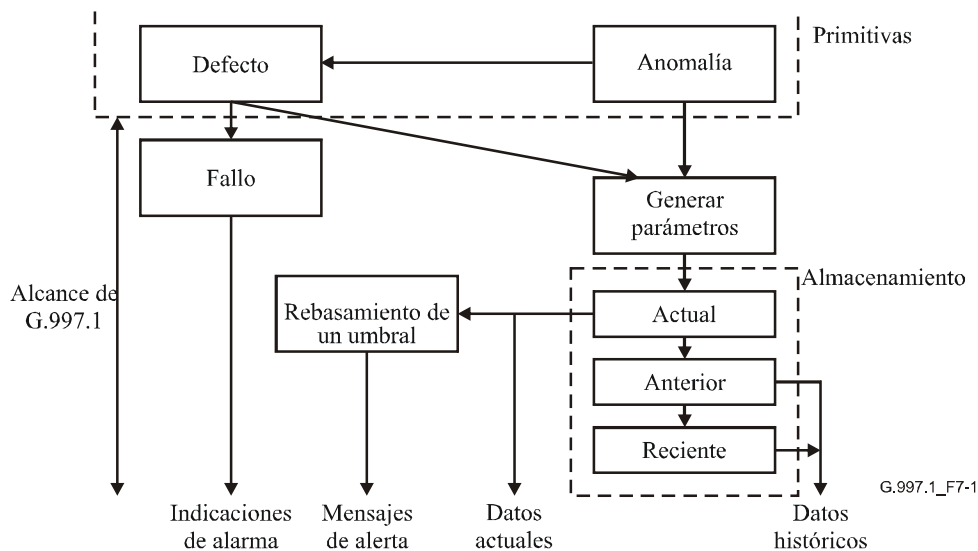 Primitivas
Defecto
Anomalía
Fallo
Generar
parámetros
Almacenamiento
Alcance de
G.997.1
Rebasamiento de
un umbral
Actual
Anterior
Reciente
G.997.1_F7-1
Indicaciones
de alarma
Mensajes
de alerta
Datos
actuales
Datos
históricos